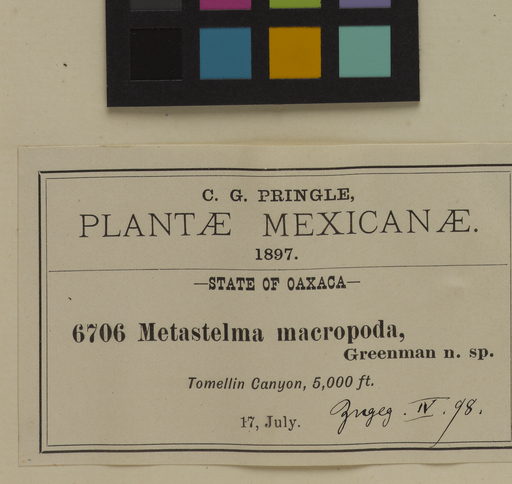 C. G. PRINGLE,
PLANTÆ MEXICANÆ.
1897.
—STATE OF OAXACA—
6706 Metastelma macropoda,
Greenman n. sp.
Tomellin Canyon, 5,000 ft.
17, July.
Zugeg. IV. 98.